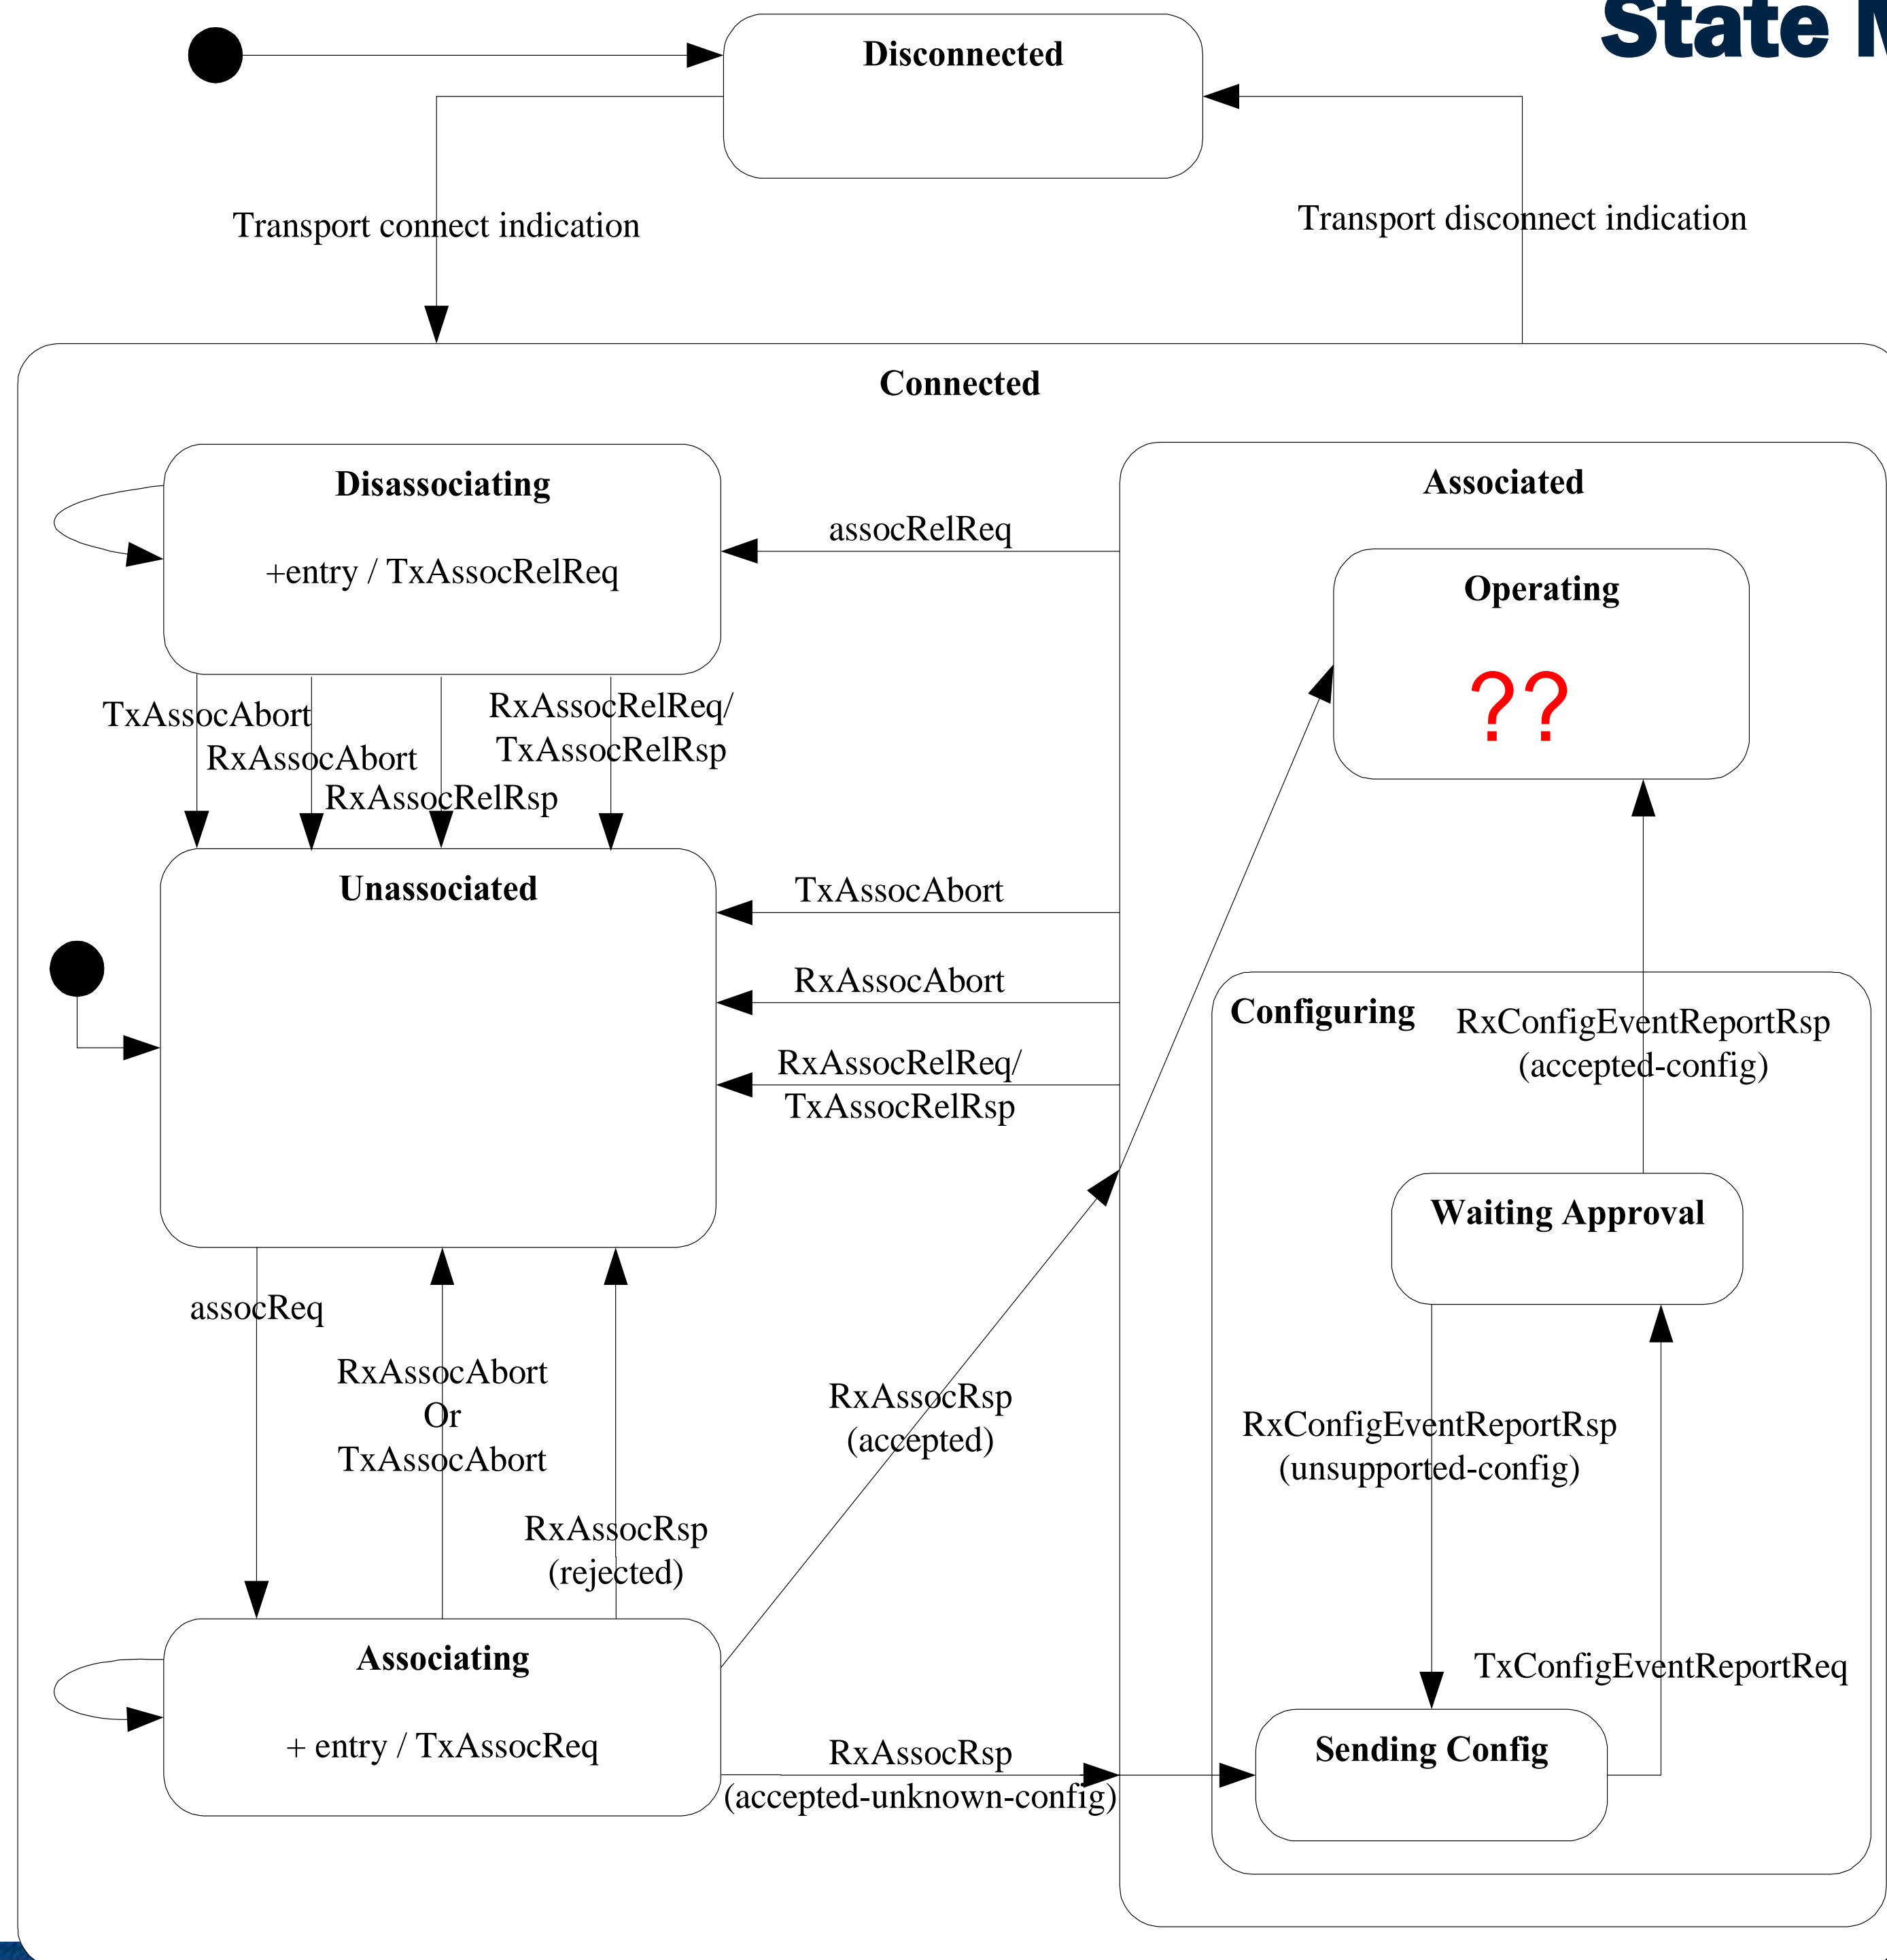 State M
Disconnected
Transport connect indication
Transport disconnect indication
Connected
Disassociating
+entry / TxAssocRelReq
assocRelReq
Associated
Operating
??
TxAssocAbort
RxAssocAbort
RxAssocRelRsp
RxAssocRelReq/
TxAssocRelRsp
Unassociated
TxAssocAbort
RxAssocAbort
RxAssocRelReq/
TxAssocRelRsp
Configuring
RxConfigEventReportRsp
(accepted-config)
Waiting Approval
assocReq
RxAssocAbort
Or
TxAssocAbort
RxAssocRsp
(rejected)
RxAssocRsp
(accepted)
RxConfigEventReportRsp
(unsupported-config)
TxConfigEventReportReq
Associating
+ entry / TxAssocReq
RxAssocRsp
(accepted-unknown-config)
Sending Config